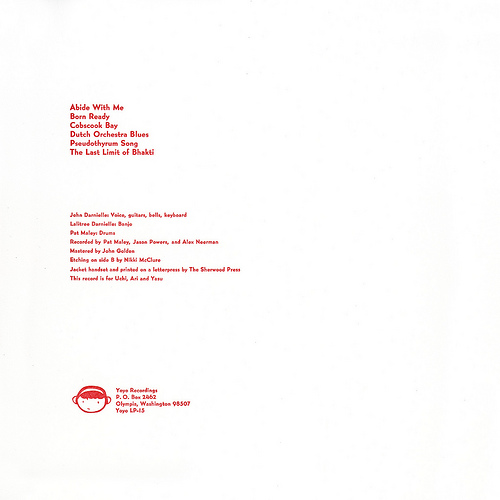 Abide With Me
Born Ready
Cobscook Bay
Dutch Orchestra Blues
Pseudothyrum Song
The Last Limit of Bhakti
John Darnielle: Voice, guitars, bells, keyboard
Lalitree Darnielle: Banjo
Pat Maley: Drums
Recorded by Pat Maley, Jason Powers, and Alex Neerman
Mastered by John Golden
Etching on side B by Nikki McClure
Jacket handset and printed on a letterpress by The Sherwood Press
This record is for Uchi, Ari and Yasu
Yoyo Recordings
P. O. Box 2462
Olympia, Washington 98507
Yoyo LP-15